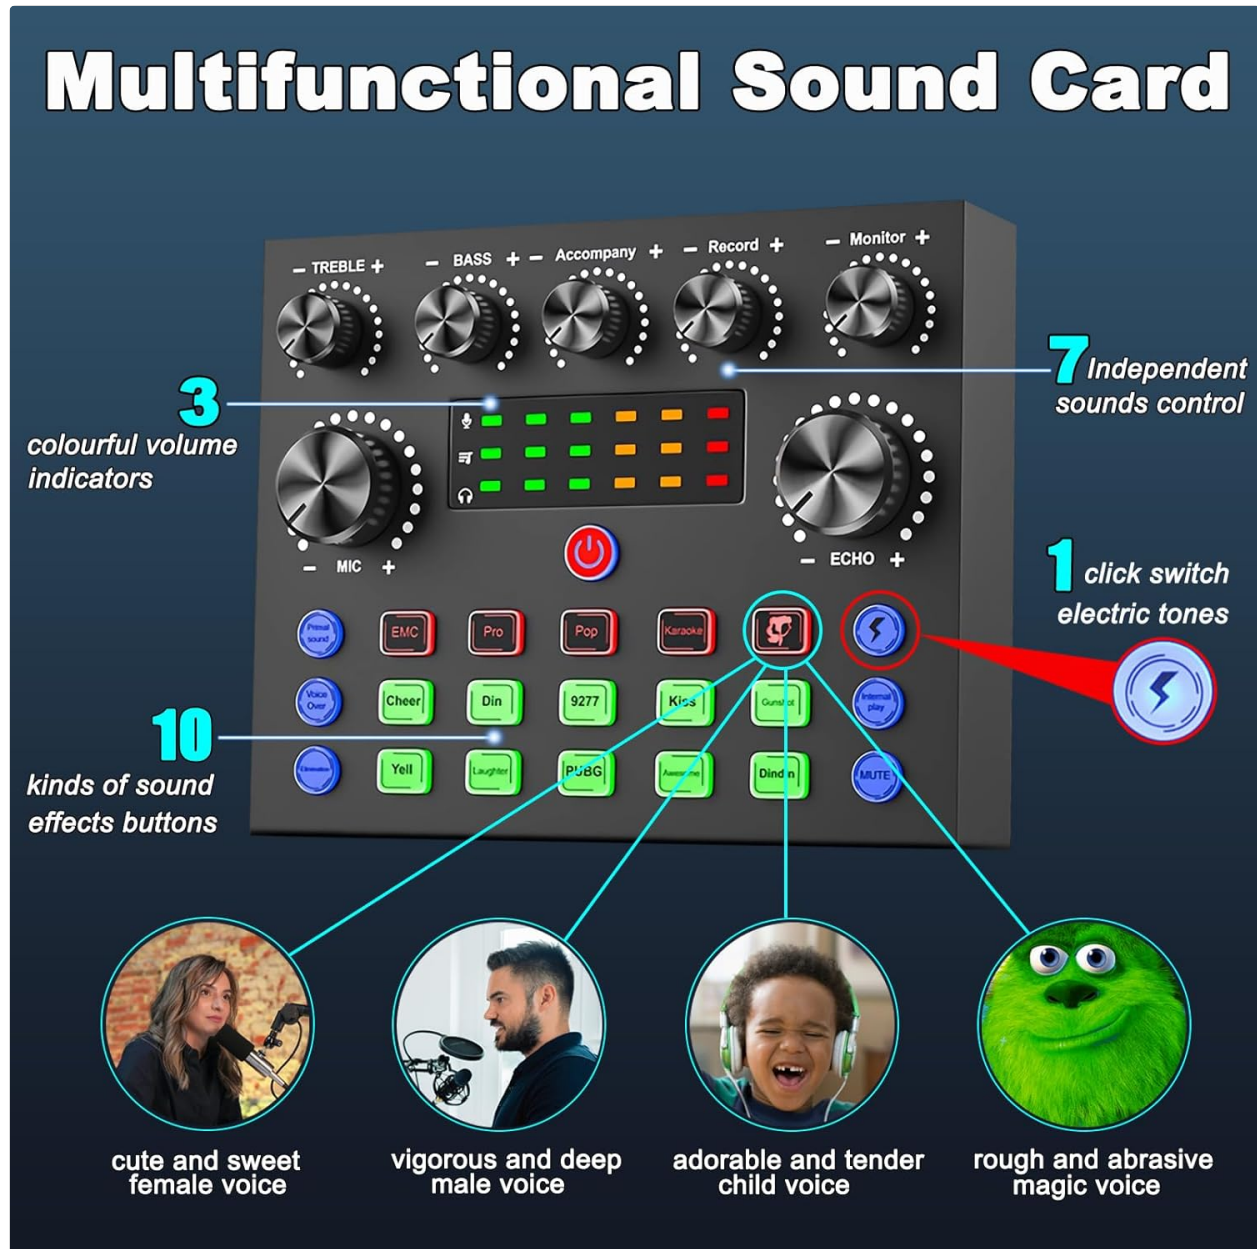 Multifunctional Sound Card
− TREBLE +
− BASS +
− Accompany +
− Record +
− Monitor +
3
colourful volume
indicators
7 Independent
sounds control
− MIC +
− ECHO +
1 click switch
electric tones
Primal
sound
EMC
Pro
Pop
Karaoke
Voice
Over
Cheer
Din
9277
Kiss
Gunshot
Internal
play
10
kinds of sound
effects buttons
Elimination
Yell
Laughter
PUBG
Awesome
Dindin
MUTE
cute and sweet
female voice
vigorous and deep
male voice
adorable and tender
child voice
rough and abrasive
magic voice